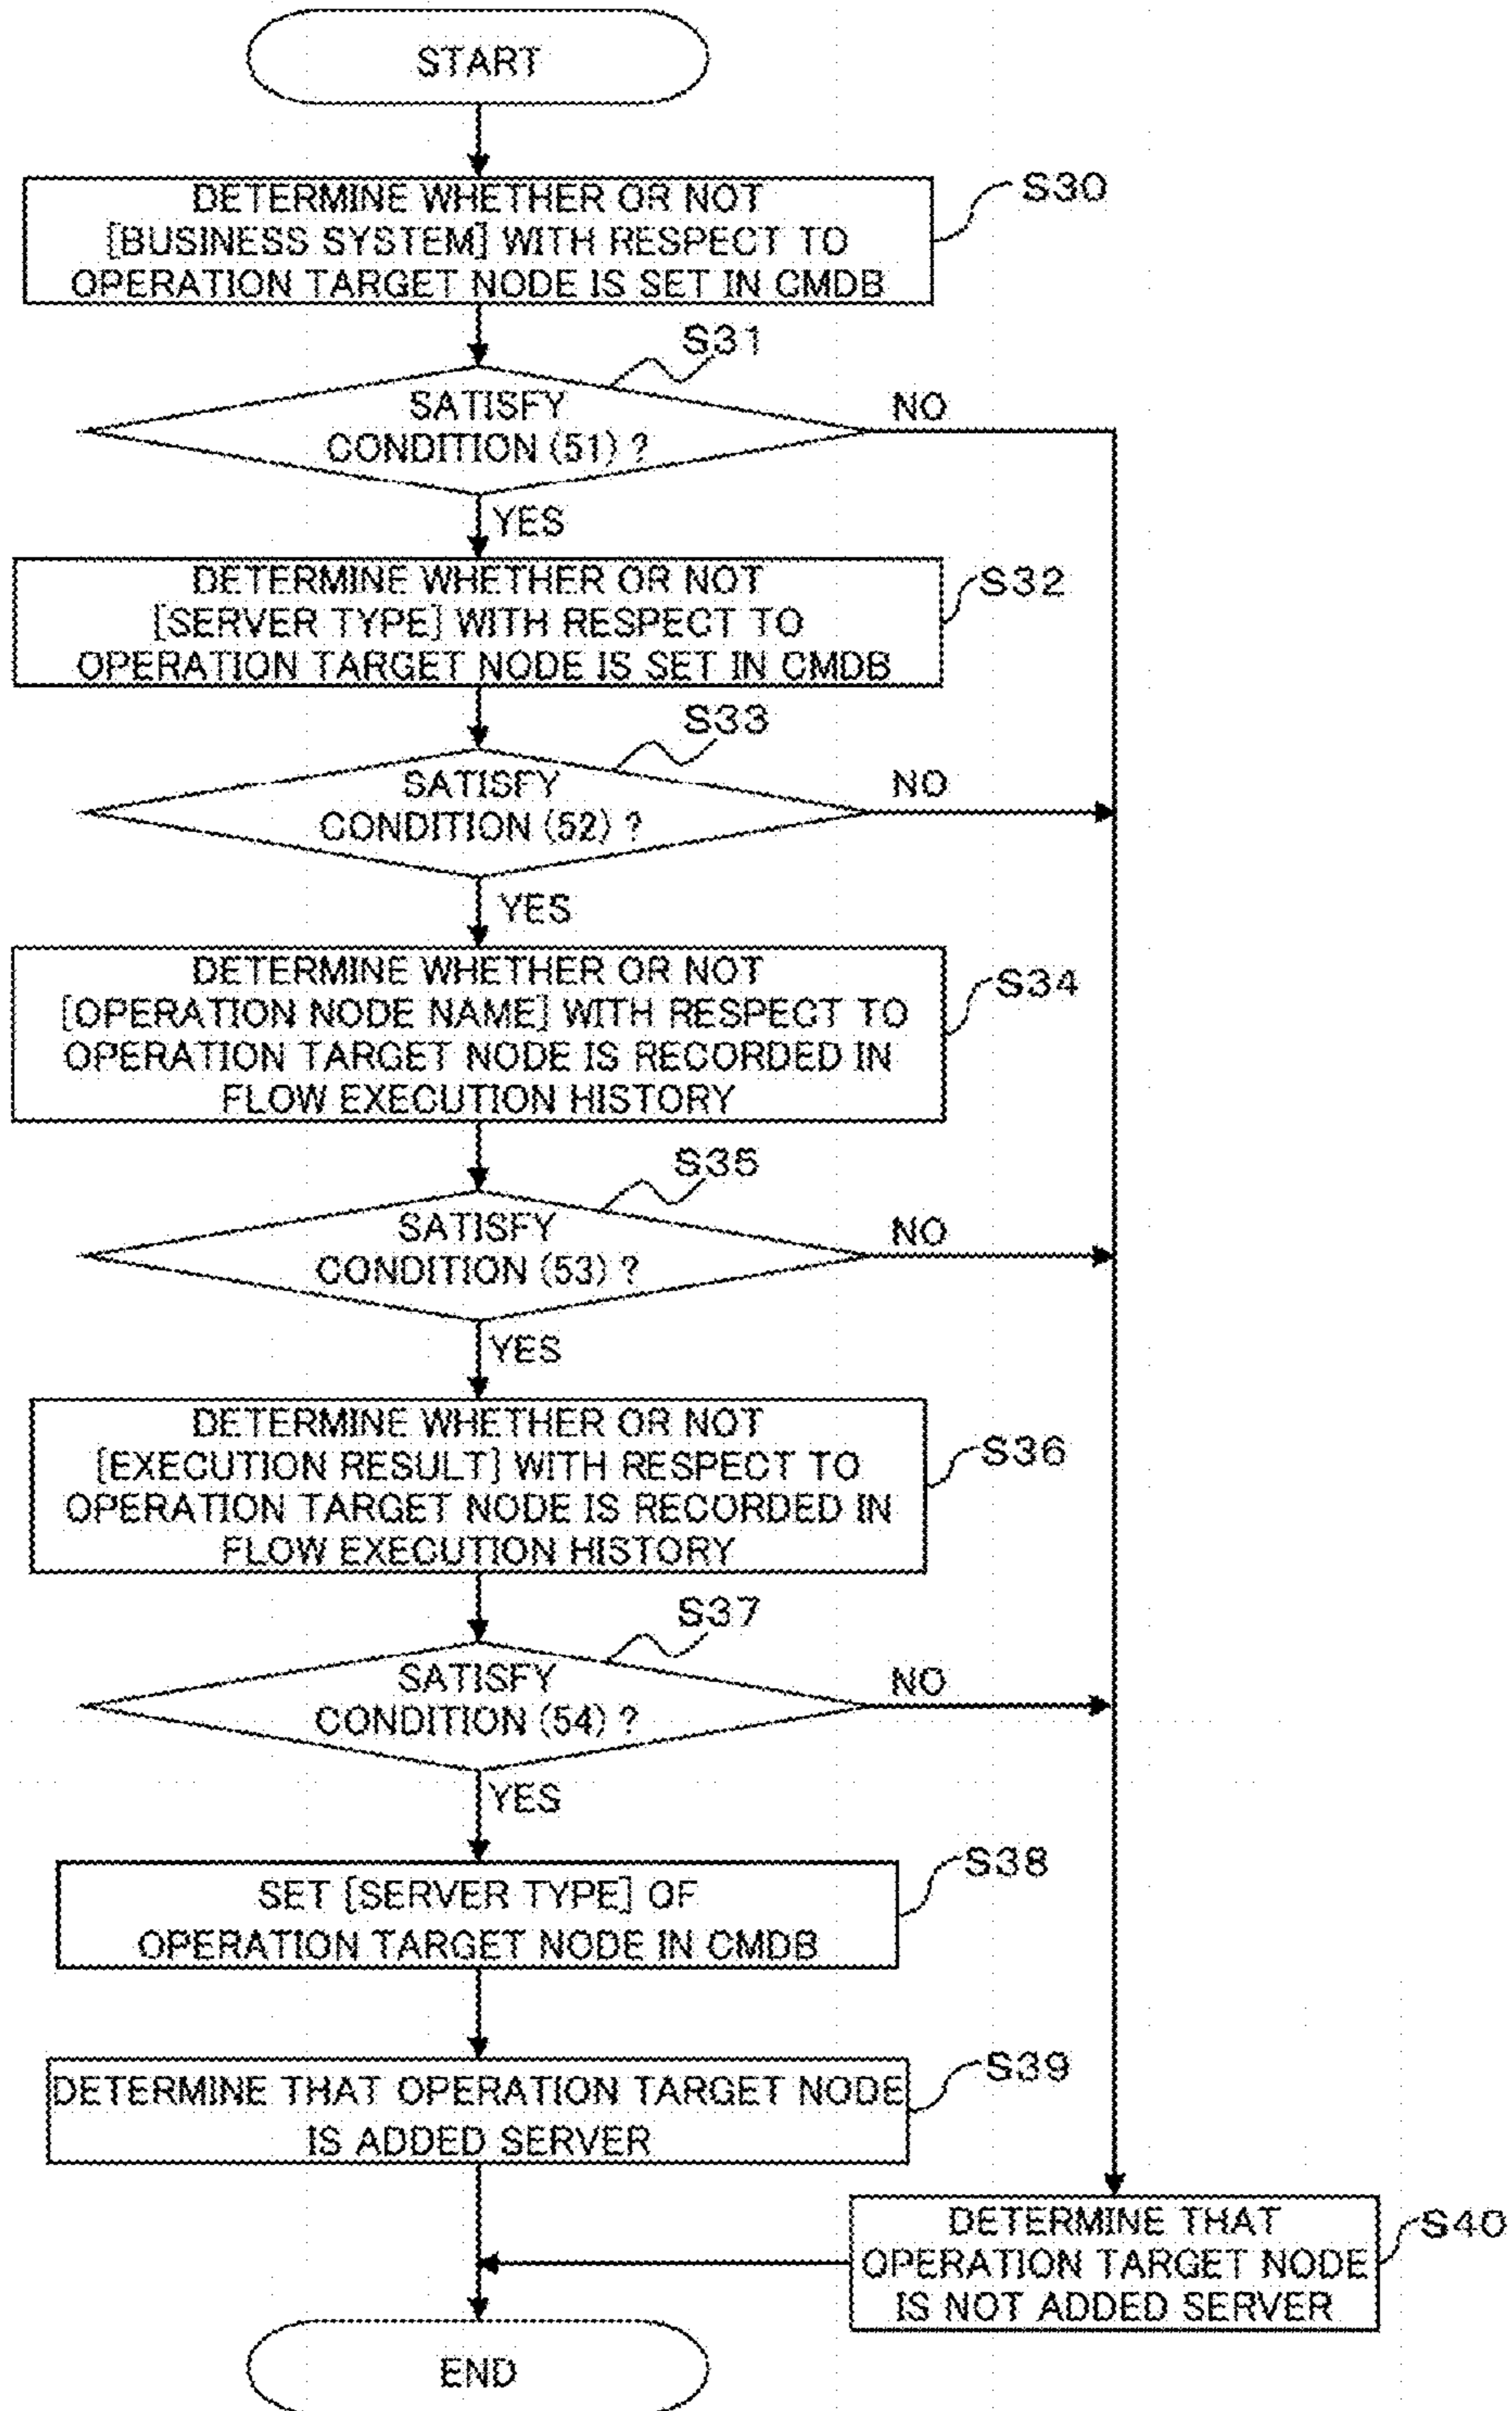 START
DETERMINE WHETHER OR NOT
[BUSINESS SYSTEM] WITH RESPECT TO
OPERATION TARGET NODE IS SET IN CMDB
S30
S31
SATISFY
CONDITION (51) ?
NO
YES
DETERMINE WHETHER OR NOT
[SERVER TYPE] WITH RESPECT TO
OPERATION TARGET NODE IS SET IN CMDB
S32
S33
SATISFY
CONDITION (52) ?
NO
YES
DETERMINE WHETHER OR NOT
[OPERATION NODE NAME] WITH RESPECT TO
OPERATION TARGET NODE IS RECORDED IN
FLOW EXECUTION HISTORY
S34
S35
SATISFY
CONDITION (53) ?
NO
YES
DETERMINE WHETHER OR NOT
[EXECUTION RESULT] WITH RESPECT TO
OPERATION TARGET NODE IS RECORDED IN
FLOW EXECUTION HISTORY
S36
S37
SATISFY
CONDITION (54) ?
NO
YES
SET [SERVER TYPE] OF
OPERATION TARGET NODE IN CMDB
S38
DETERMINE THAT OPERATION TARGET NODE
IS ADDED SERVER
S39
DETERMINE THAT
OPERATION TARGET NODE
IS NOT ADDED SERVER
S40
END